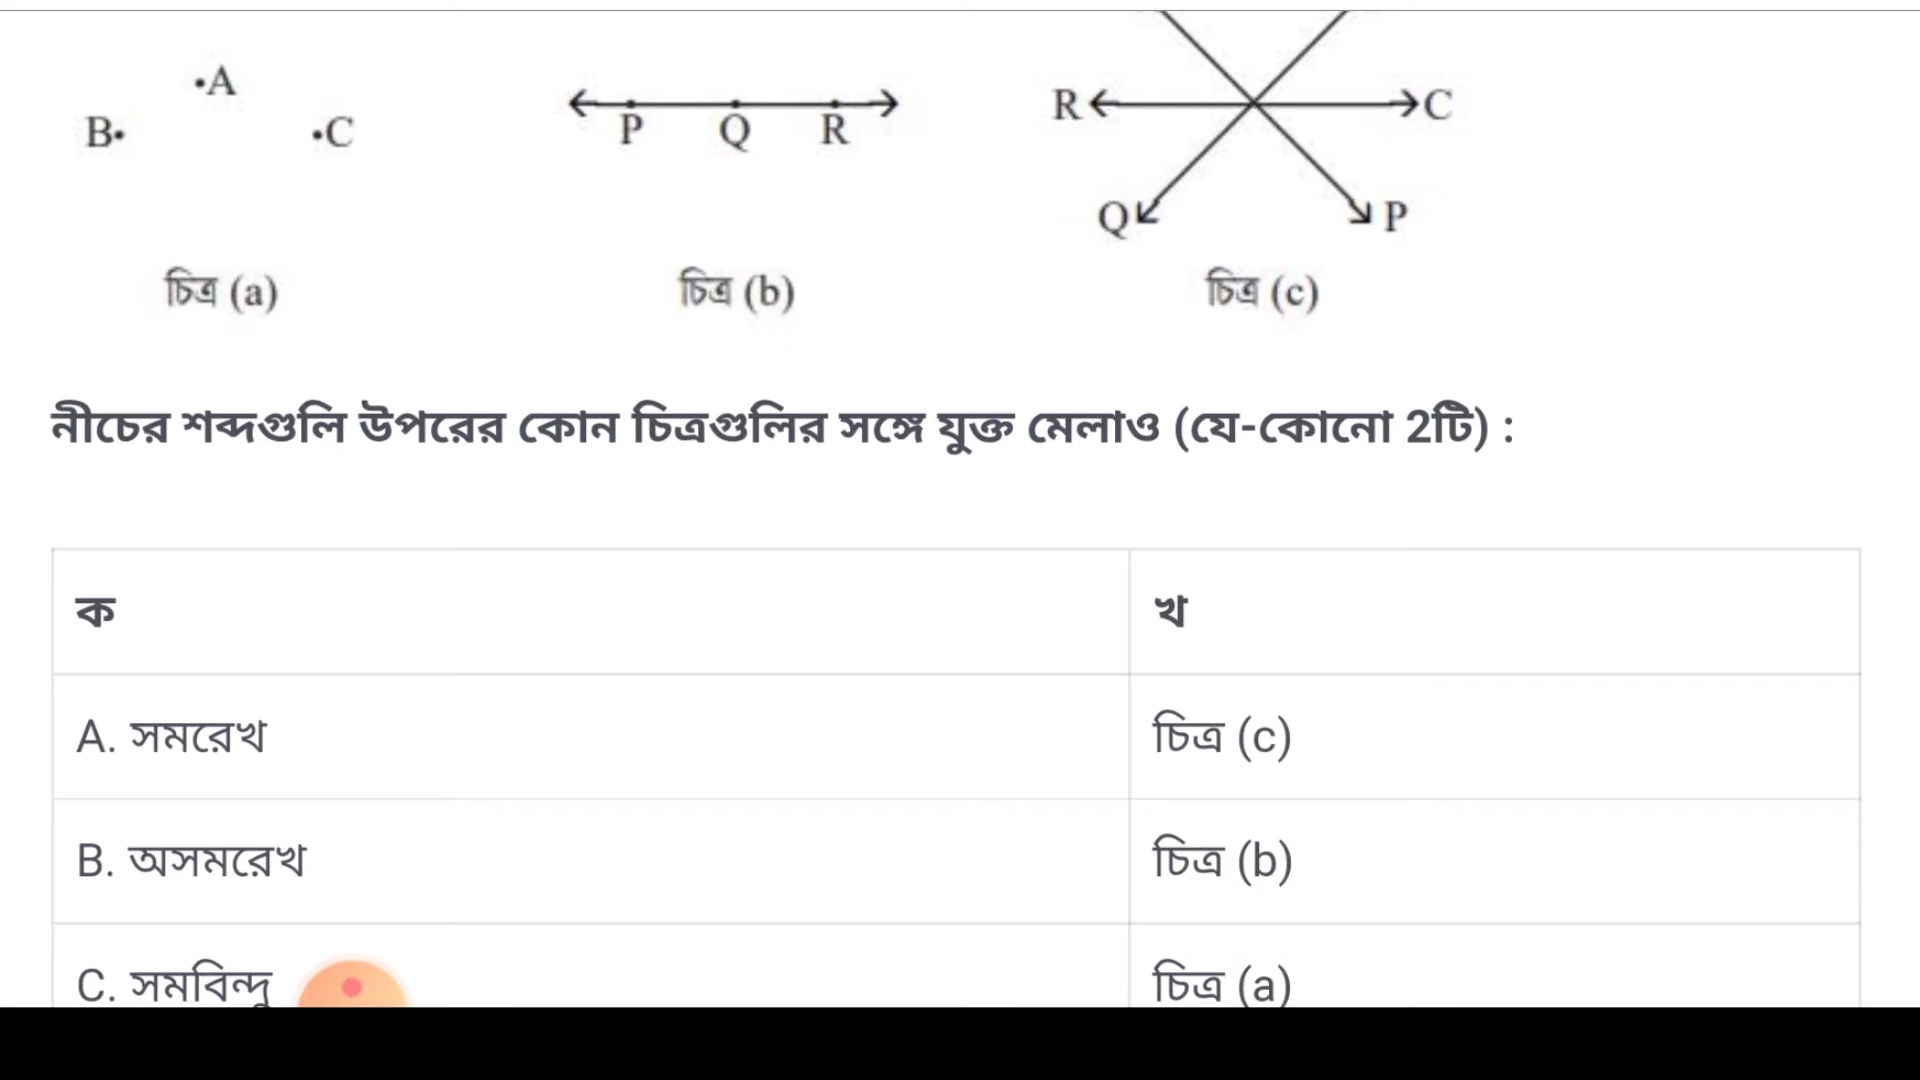 •A
B•
•C
P Q R
R C
Q P
চিত্র (a) চিত্র (b) চিত্র (c)
নীচের শব্দগুলি উপরের কোন চিত্রগুলির সঙ্গে যুক্ত মেলাও (যে-কোনো 2টি) :
ক খ
A. সমরেখ চিত্র (c)
B. অসমরেখ চিত্র (b)
C. সমবিন্দু চিত্র (a)